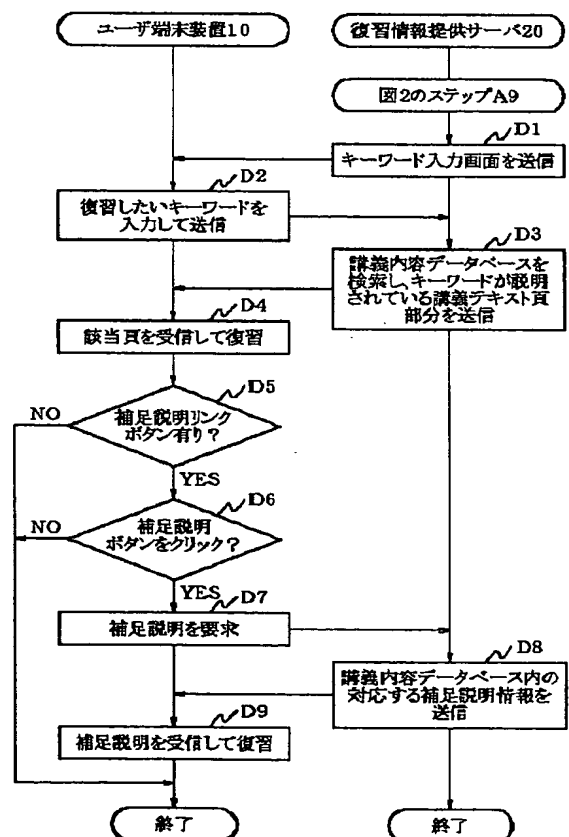 ユーザ端末装置10
復習情報提供サーバ20
図2のステップA9
D1
キーワード入力画面を送信
D2
復習したいキーワードを
入力して送信
D3
講義内容データベースを
検索し、キーワードが説明
されている講義テキスト頁
部分を送信
D4
該当頁を受信して復習
D5
NO
補足説明リンク
ボタン有り？
YES
D6
NO
補足説明
ボタンをクリック？
YES
D7
補足説明を要求
D8
講義内容データベース内の
対応する補足説明情報を
送信
D9
補足説明を受信して復習
終了
終了